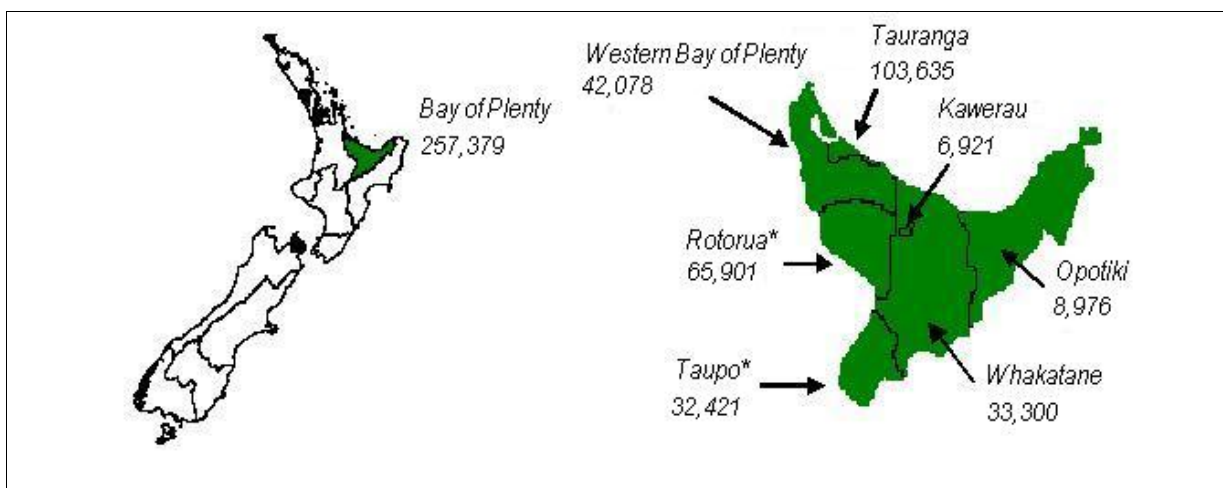 Bay of Plenty
257,379
Western Bay of Plenty
42,078
Tauranga
103,635
Kawerau
6,921
Rotorua*
65,901
Opotiki
8,976
Taupo*
32,421
Whakatane
33,300